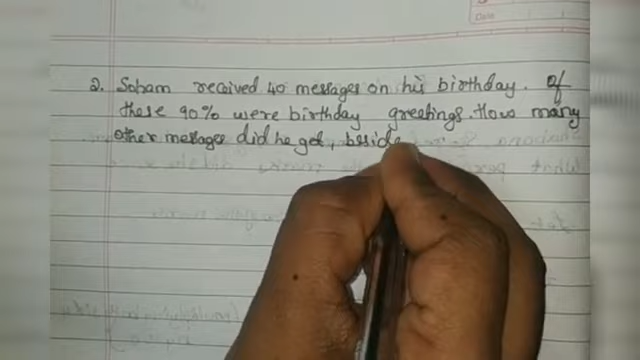 2. Soham received 40 messages on his birthday. Of
these 90% were birthday greetings. How many
other messages did he get, beside
Date